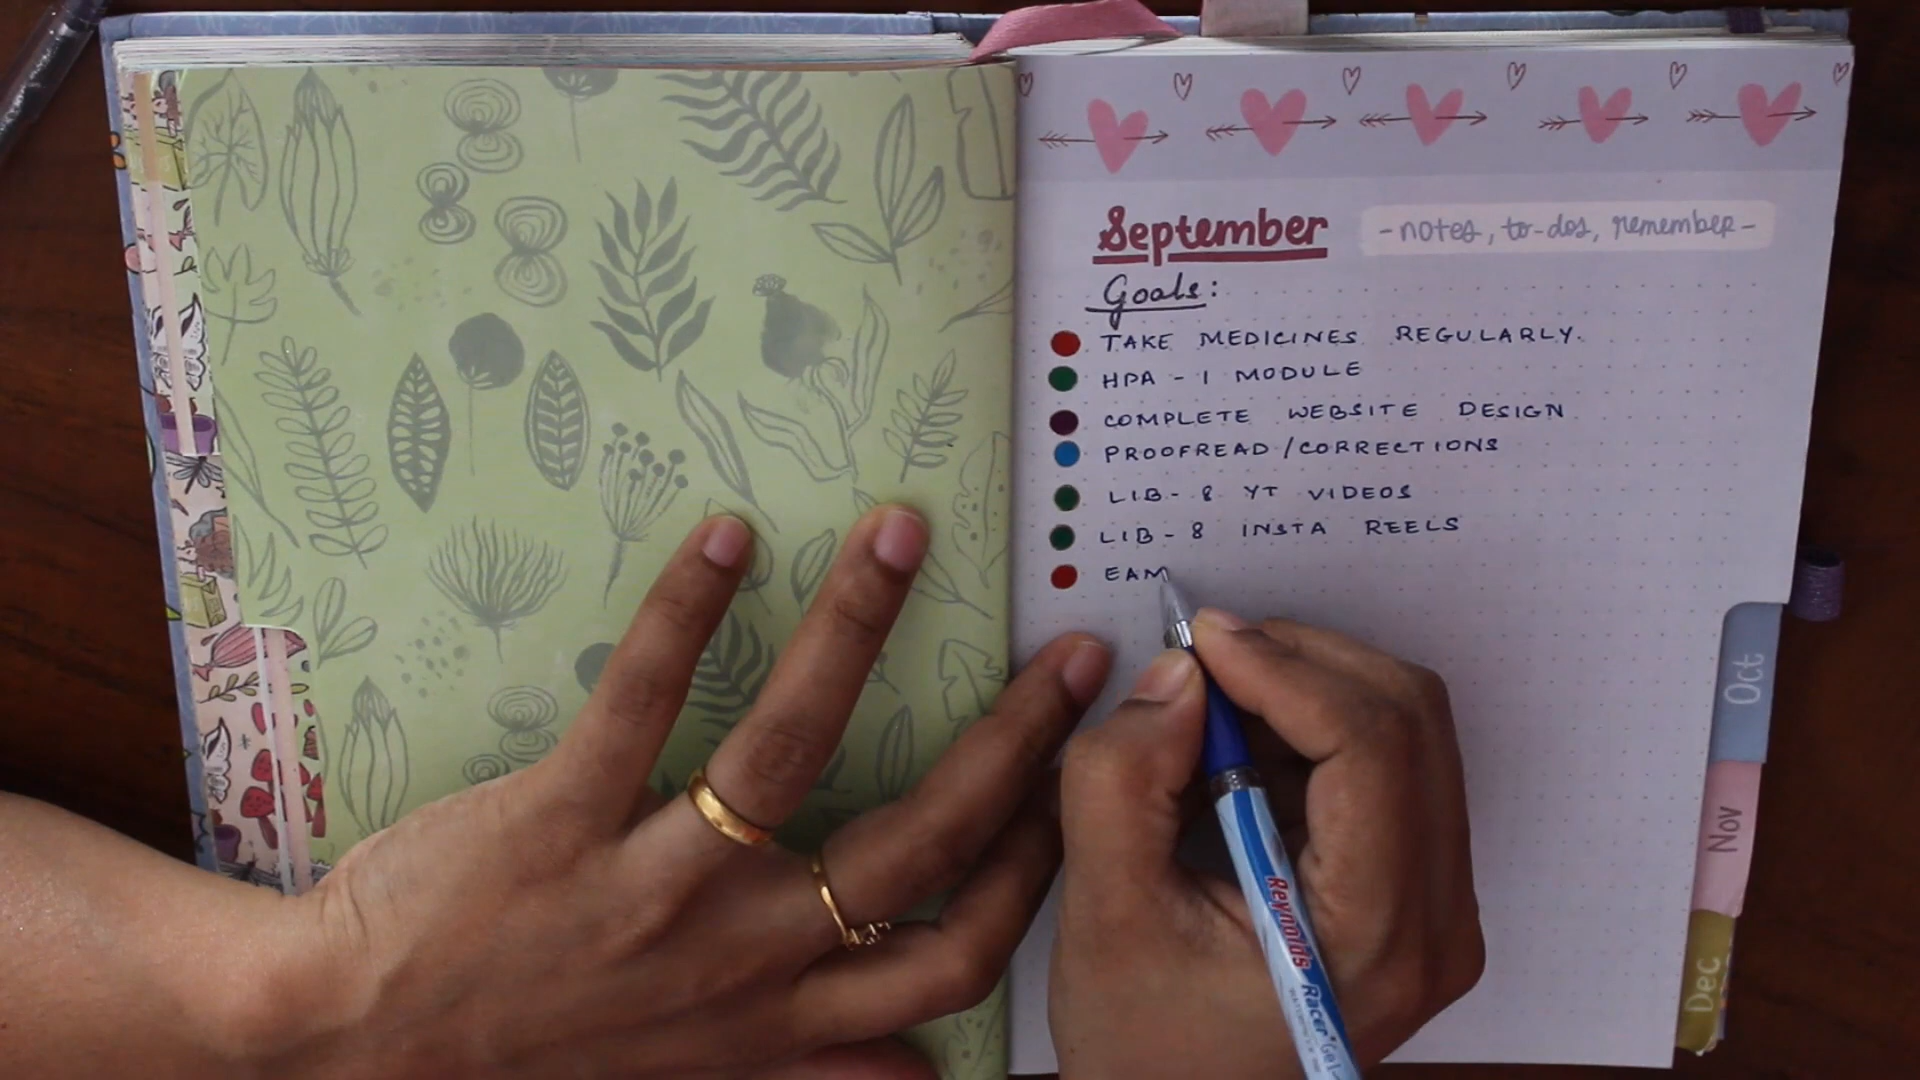 September -notes, to-dos, remember-
Goals:
TAKE MEDICINES REGULARLY.
HPA - 1 MODULE
COMPLETE WEBSITE DESIGN
PROOFREAD/CORRECTIONS
LIB - 8 YT VIDEOS
LIB - 8 INSTA REELS
EAM
Oct
Nov
Dec
Reynolds Racer Gel